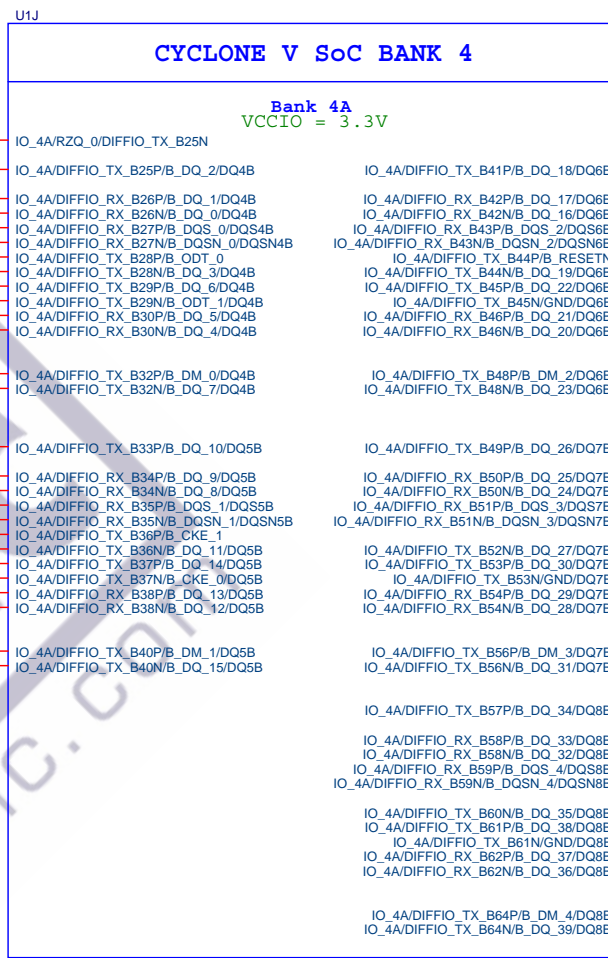 U1J
CYCLONE V SoC BANK 4
Bank 4A
VCCIO = 3.3V
IO_4A/RZQ_0/DIFFIO_TX_B25N
IO_4A/DIFFIO_TX_B25P/B_DQ_2/DQ4B
IO_4A/DIFFIO_RX_B26P/B_DQ_1/DQ4B
IO_4A/DIFFIO_RX_B26N/B_DQ_0/DQ4B
IO_4A/DIFFIO_RX_B27P/B_DQS_0/DQS4B
IO_4A/DIFFIO_RX_B27N/B_DQSN_0/DQSN4B
IO_4A/DIFFIO_TX_B28P/B_ODT_0
IO_4A/DIFFIO_TX_B28N/B_DQ_3/DQ4B
IO_4A/DIFFIO_TX_B29P/B_DQ_6/DQ4B
IO_4A/DIFFIO_TX_B29N/B_ODT_1/DQ4B
IO_4A/DIFFIO_RX_B30P/B_DQ_5/DQ4B
IO_4A/DIFFIO_RX_B30N/B_DQ_4/DQ4B
IO_4A/DIFFIO_TX_B32P/B_DM_0/DQ4B
IO_4A/DIFFIO_TX_B32N/B_DQ_7/DQ4B
IO_4A/DIFFIO_TX_B33P/B_DQ_10/DQ5B
IO_4A/DIFFIO_RX_B34P/B_DQ_9/DQ5B
IO_4A/DIFFIO_RX_B34N/B_DQ_8/DQ5B
IO_4A/DIFFIO_RX_B35P/B_DQS_1/DQS5B
IO_4A/DIFFIO_RX_B35N/B_DQSN_1/DQSN5B
IO_4A/DIFFIO_TX_B36P/B_CKE_1
IO_4A/DIFFIO_TX_B36N/B_DQ_11/DQ5B
IO_4A/DIFFIO_TX_B37P/B_DQ_14/DQ5B
IO_4A/DIFFIO_TX_B37N/B_CKE_0/DQ5B
IO_4A/DIFFIO_RX_B38P/B_DQ_13/DQ5B
IO_4A/DIFFIO_RX_B38N/B_DQ_12/DQ5B
IO_4A/DIFFIO_TX_B40P/B_DM_1/DQ5B
IO_4A/DIFFIO_TX_B40N/B_DQ_15/DQ5B
IO_4A/DIFFIO_TX_B41P/B_DQ_18/DQ6B
IO_4A/DIFFIO_RX_B42P/B_DQ_17/DQ6B
IO_4A/DIFFIO_RX_B42N/B_DQ_16/DQ6B
IO_4A/DIFFIO_RX_B43P/B_DQS_2/DQS6B
IO_4A/DIFFIO_RX_B43N/B_DQSN_2/DQSN6B
IO_4A/DIFFIO_TX_B44P/B_RESETN
IO_4A/DIFFIO_TX_B44N/B_DQ_19/DQ6B
IO_4A/DIFFIO_TX_B45P/B_DQ_22/DQ6B
IO_4A/DIFFIO_TX_B45N/GND/DQ6B
IO_4A/DIFFIO_RX_B46P/B_DQ_21/DQ6B
IO_4A/DIFFIO_RX_B46N/B_DQ_20/DQ6B
IO_4A/DIFFIO_TX_B48P/B_DM_2/DQ6B
IO_4A/DIFFIO_TX_B48N/B_DQ_23/DQ6B
IO_4A/DIFFIO_TX_B49P/B_DQ_26/DQ7B
IO_4A/DIFFIO_RX_B50P/B_DQ_25/DQ7B
IO_4A/DIFFIO_RX_B50N/B_DQ_24/DQ7B
IO_4A/DIFFIO_RX_B51P/B_DQS_3/DQS7B
IO_4A/DIFFIO_RX_B51N/B_DQSN_3/DQSN7B
IO_4A/DIFFIO_TX_B52N/B_DQ_27/DQ7B
IO_4A/DIFFIO_TX_B53P/B_DQ_30/DQ7B
IO_4A/DIFFIO_TX_B53N/GND/DQ7B
IO_4A/DIFFIO_RX_B54P/B_DQ_29/DQ7B
IO_4A/DIFFIO_RX_B54N/B_DQ_28/DQ7B
IO_4A/DIFFIO_TX_B56P/B_DM_3/DQ7B
IO_4A/DIFFIO_TX_B56N/B_DQ_31/DQ7B
IO_4A/DIFFIO_TX_B57P/B_DQ_34/DQ8B
IO_4A/DIFFIO_RX_B58P/B_DQ_33/DQ8B
IO_4A/DIFFIO_RX_B58N/B_DQ_32/DQ8B
IO_4A/DIFFIO_RX_B59P/B_DQS_4/DQS8B
IO_4A/DIFFIO_RX_B59N/B_DQSN_4/DQSN8B
IO_4A/DIFFIO_TX_B60N/B_DQ_35/DQ8B
IO_4A/DIFFIO_TX_B61P/B_DQ_38/DQ8B
IO_4A/DIFFIO_TX_B61N/GND/DQ8B
IO_4A/DIFFIO_RX_B62P/B_DQ_37/DQ8B
IO_4A/DIFFIO_RX_B62N/B_DQ_36/DQ8B
IO_4A/DIFFIO_TX_B64P/B_DM_4/DQ8B
IO_4A/DIFFIO_TX_B64N/B_DQ_39/DQ8B